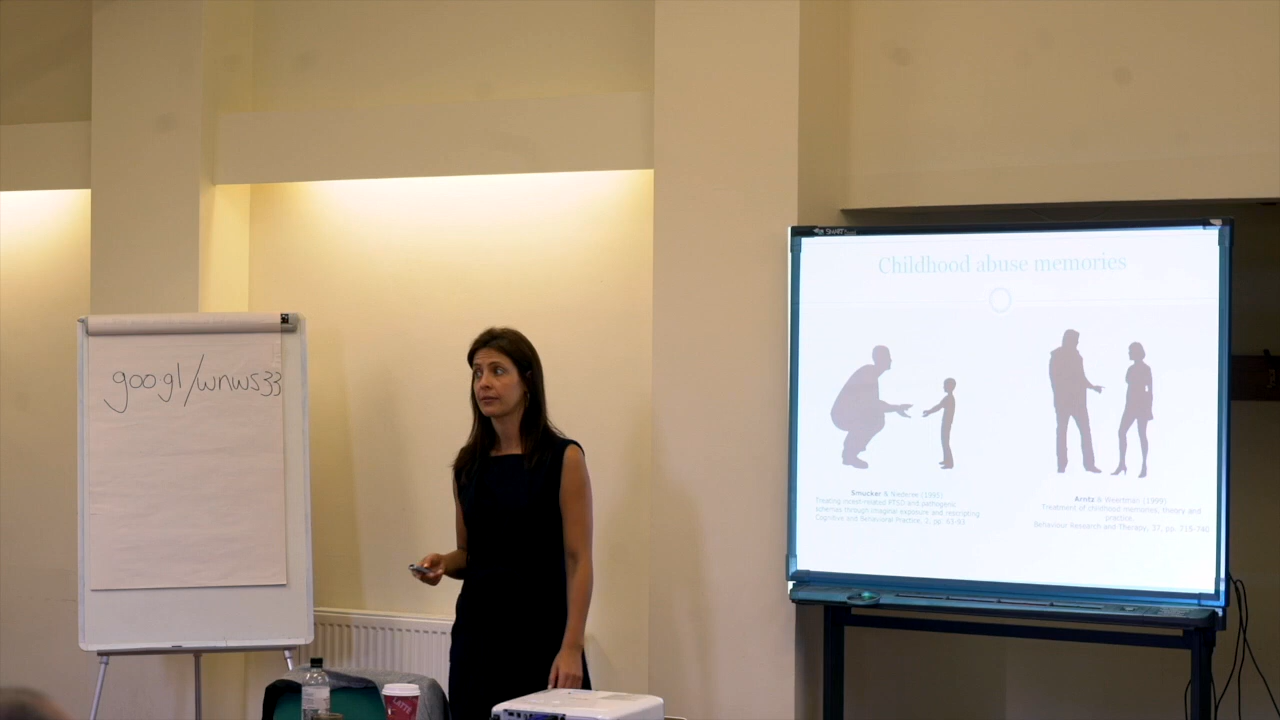 goo gl/wnws33
SMART
Childhood abuse memories
Smucker & Niederee (1995)
Treating incest-related PTSD and pathogenic
schemas through imaginal exposure and rescripting
Cognitive and Behavioral Practice, 2, pp. 63-93
Arntz & Weertman (1999)
Treatment of childhood memories; theory and
practice.
Behaviour Research and Therapy, 37, pp. 715-740
LATTE